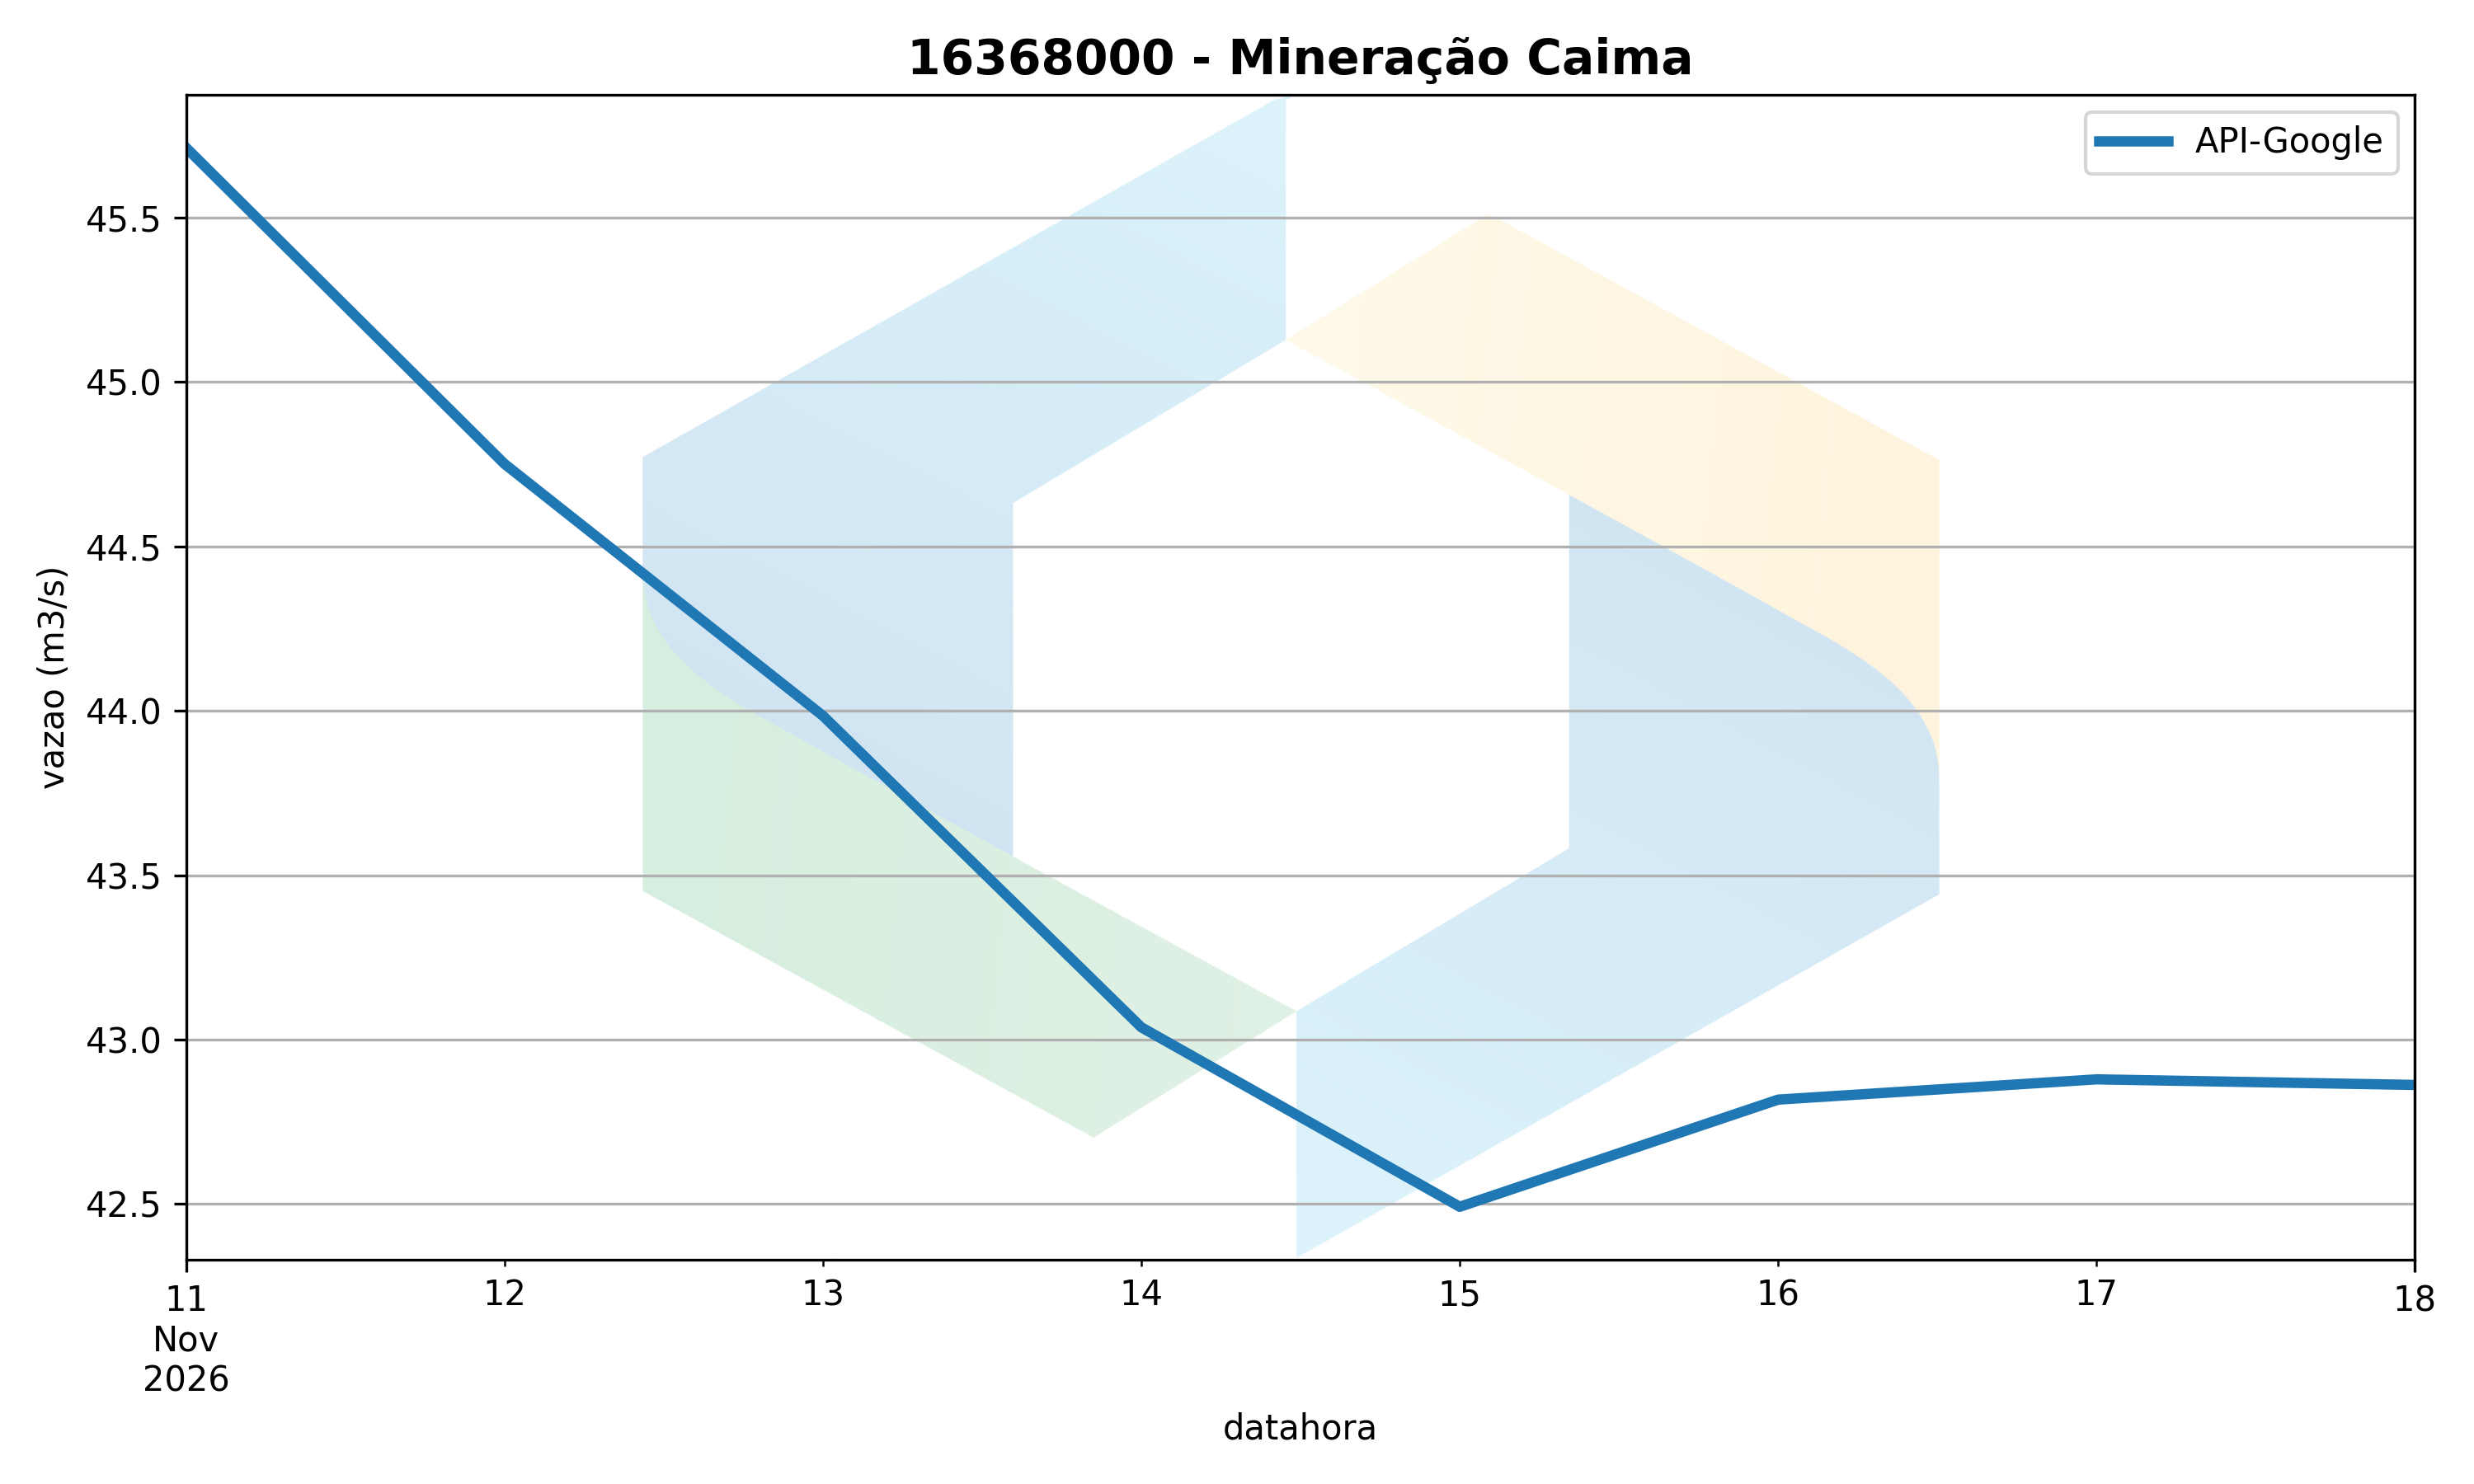 16368000 - Mineração Caima
API-Google
vazao (m3/s)
45.5
45.0
44.5
44.0
43.5
43.0
42.5
11 12 13 14 15 16 17 18
Nov
2026
datahora